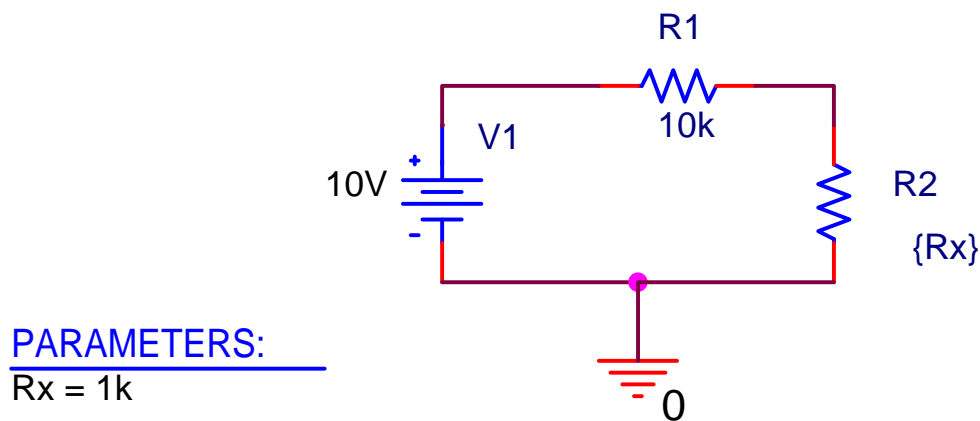 R1
10k
V1
+
10V
-
R2
{Rx}
PARAMETERS:
Rx = 1k
0